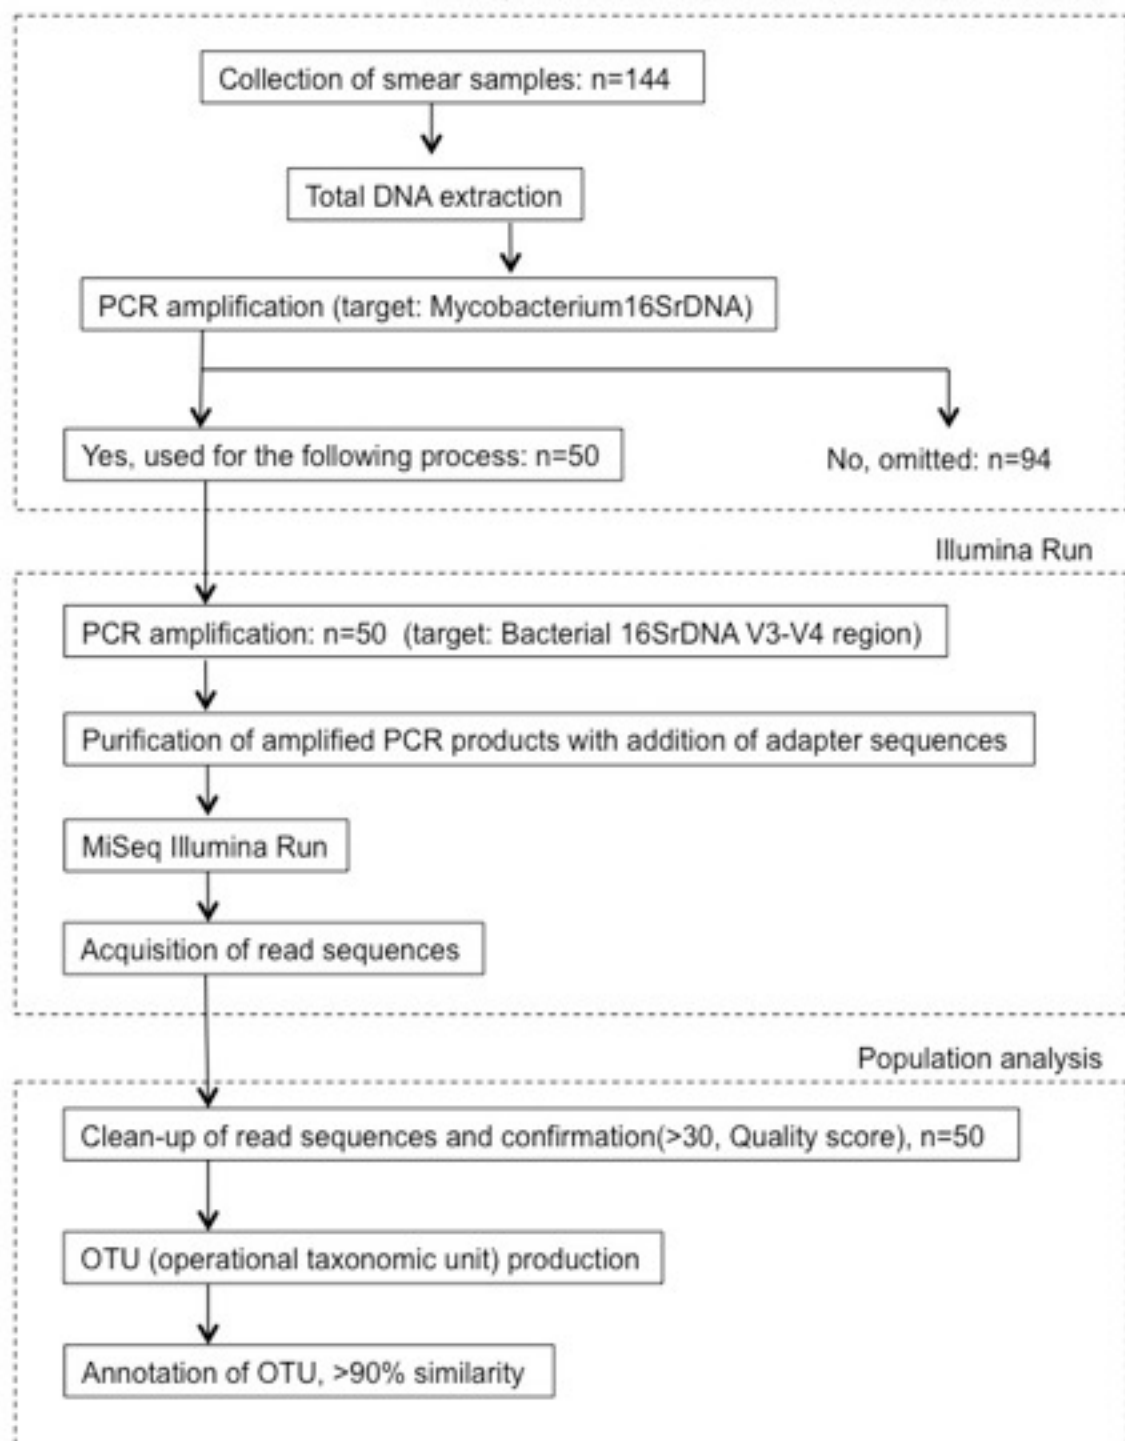 Collection of smear samples: n=144
Total DNA extraction
PCR amplification (target: Mycobacterium16SrDNA)
Yes, used for the following process: n=50
No, omitted: n=94
Illumina Run
PCR amplification: n=50 (target: Bacterial 16SrDNA V3-V4 region)
Purification of amplified PCR products with addition of adapter sequences
MiSeq Illumina Run
Acquisition of read sequences
Population analysis
Clean-up of read sequences and confirmation(>30, Quality score), n=50
OTU (operational taxonomic unit) production
Annotation of OTU, >90% similarity